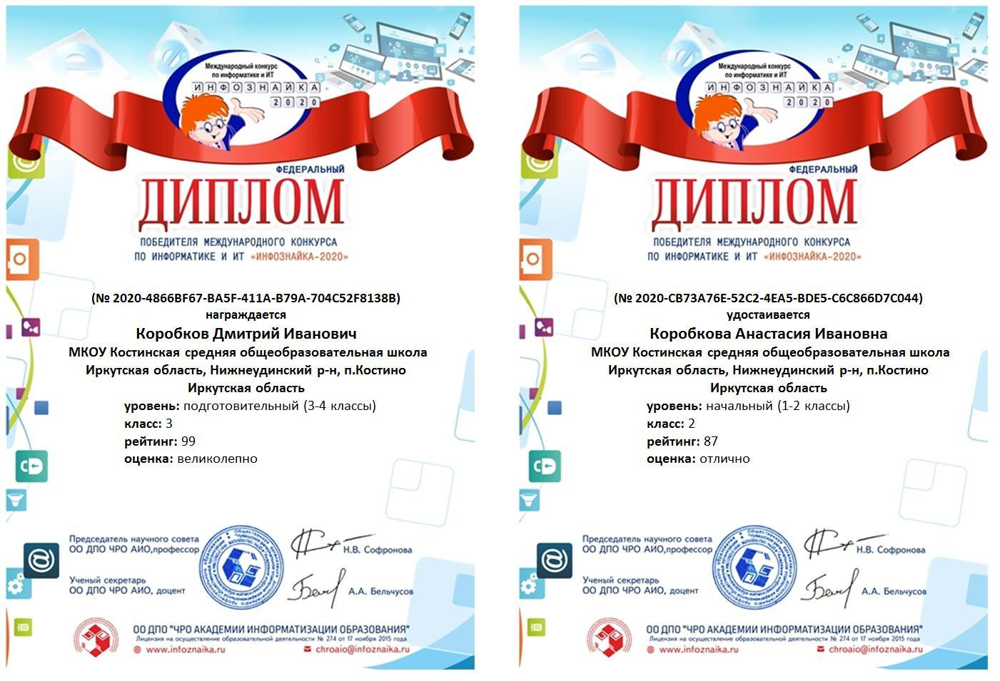 Международный конкурс
по информатике и ИТ
ИНФОЗНАЙКА
2020
ФЕДЕРАЛЬНЫЙ
ДИПЛОМ
ПОБЕДИТЕЛЯ МЕЖДУНАРОДНОГО КОНКУРСА
ПО ИНФОРМАТИКЕ И ИТ «ИНФОЗНАЙКА-2020»
(№ 2020-4866BF67-BA5F-411A-B79A-704C52F8138B)
награждается
Коробков Дмитрий Иванович
МКОУ Костинская средняя общеобразовательная школа
Иркутская область, Нижнеудинский р-н, п.Костино
Иркутская область
уровень: подготовительный (3-4 классы)
класс: 3
рейтинг: 99
оценка: великолепно
Председатель научного совета
ОО ДПО ЧРО АИО,профессор
Н.В. Софронова
Ученый секретарь
ОО ДПО ЧРО АИО, доцент
А.А. Бельчусов
ОО ДПО "ЧРО АКАДЕМИИ ИНФОРМАТИЗАЦИИ ОБРАЗОВАНИЯ"
Лицензия на осуществление образовательной деятельности № 274 от 17 ноября 2015 года
www.infoznaika.ru chroaio@infoznaika.ru
Международный конкурс
по информатике и ИТ
ИНФОЗНАЙКА
2020
ФЕДЕРАЛЬНЫЙ
ДИПЛОМ
ПОБЕДИТЕЛЯ МЕЖДУНАРОДНОГО КОНКУРСА
ПО ИНФОРМАТИКЕ И ИТ «ИНФОЗНАЙКА-2020»
(№ 2020-CB73A76E-52C2-4EA5-BDE5-C6C866D7C044)
удостаивается
Коробкова Анастасия Ивановна
МКОУ Костинская средняя общеобразовательная школа
Иркутская область, Нижнеудинский р-н, п.Костино
Иркутская область
уровень: начальный (1-2 классы)
класс: 2
рейтинг: 87
оценка: отлично
Председатель научного совета
ОО ДПО ЧРО АИО,профессор
Н.В. Софронова
Ученый секретарь
ОО ДПО ЧРО АИО, доцент
А.А. Бельчусов
ОО ДПО "ЧРО АКАДЕМИИ ИНФОРМАТИЗАЦИИ ОБРАЗОВАНИЯ"
Лицензия на осуществление образовательной деятельности № 274 от 17 ноября 2015 года
www.infoznaika.ru chroaio@infoznaika.ru